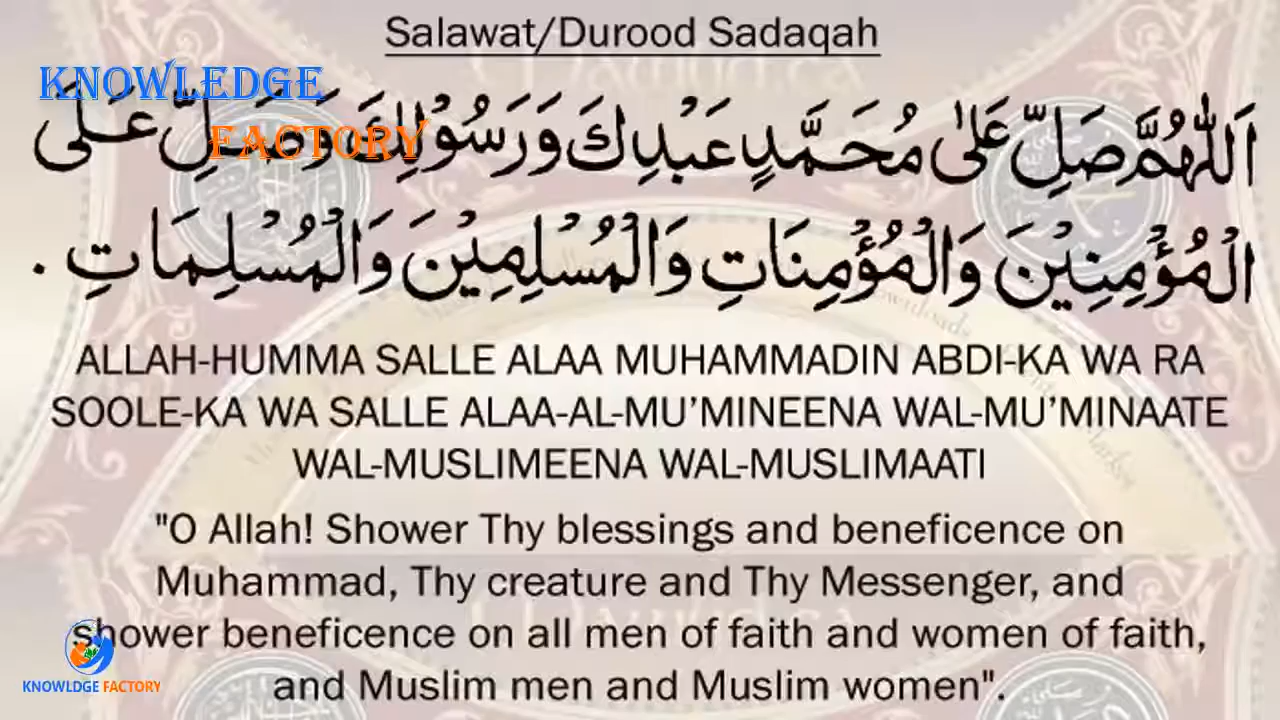 Salawat/Durood Sadaqah
KNOWLEDGE
FACTORY
اَللّٰهُمَّ صَلِّ عَلٰى مُحَمَّدٍ عَبْدِكَ وَرَسُوْلِكَ وَصَلِّ عَلَى
الْمُؤْمِنِيْنَ وَالْمُؤْمِنَاتِ وَالْمُسْلِمِيْنَ وَالْمُسْلِمَاتِ .
ALLAH-HUMMA SALLE ALAA MUHAMMADIN ABDI-KA WA RA
SOOLE-KA WA SALLE ALAA-AL-MU’MINEENA WAL-MU’MINAATE
WAL-MUSLIMEENA WAL-MUSLIMAATI
"O Allah! Shower Thy blessings and beneficence on
Muhammad, Thy creature and Thy Messenger, and
shower beneficence on all men of faith and women of faith,
and Muslim men and Muslim women".
KNOWLDGE FACTORY